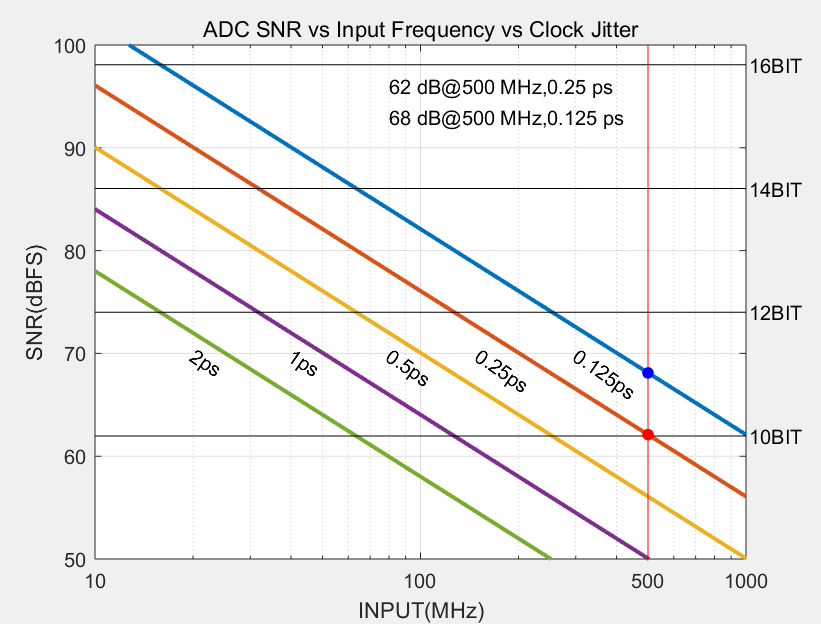 ADC SNR vs Input Frequency vs Clock Jitter
100
16BIT
62 dB@500 MHz,0.25 ps
68 dB@500 MHz,0.125 ps
90
14BIT
80
SNR(dBFS)
12BIT
70
2ps
1ps
0.5ps
0.25ps
0.125ps
10BIT
60
50
10
100
500
1000
INPUT(MHz)